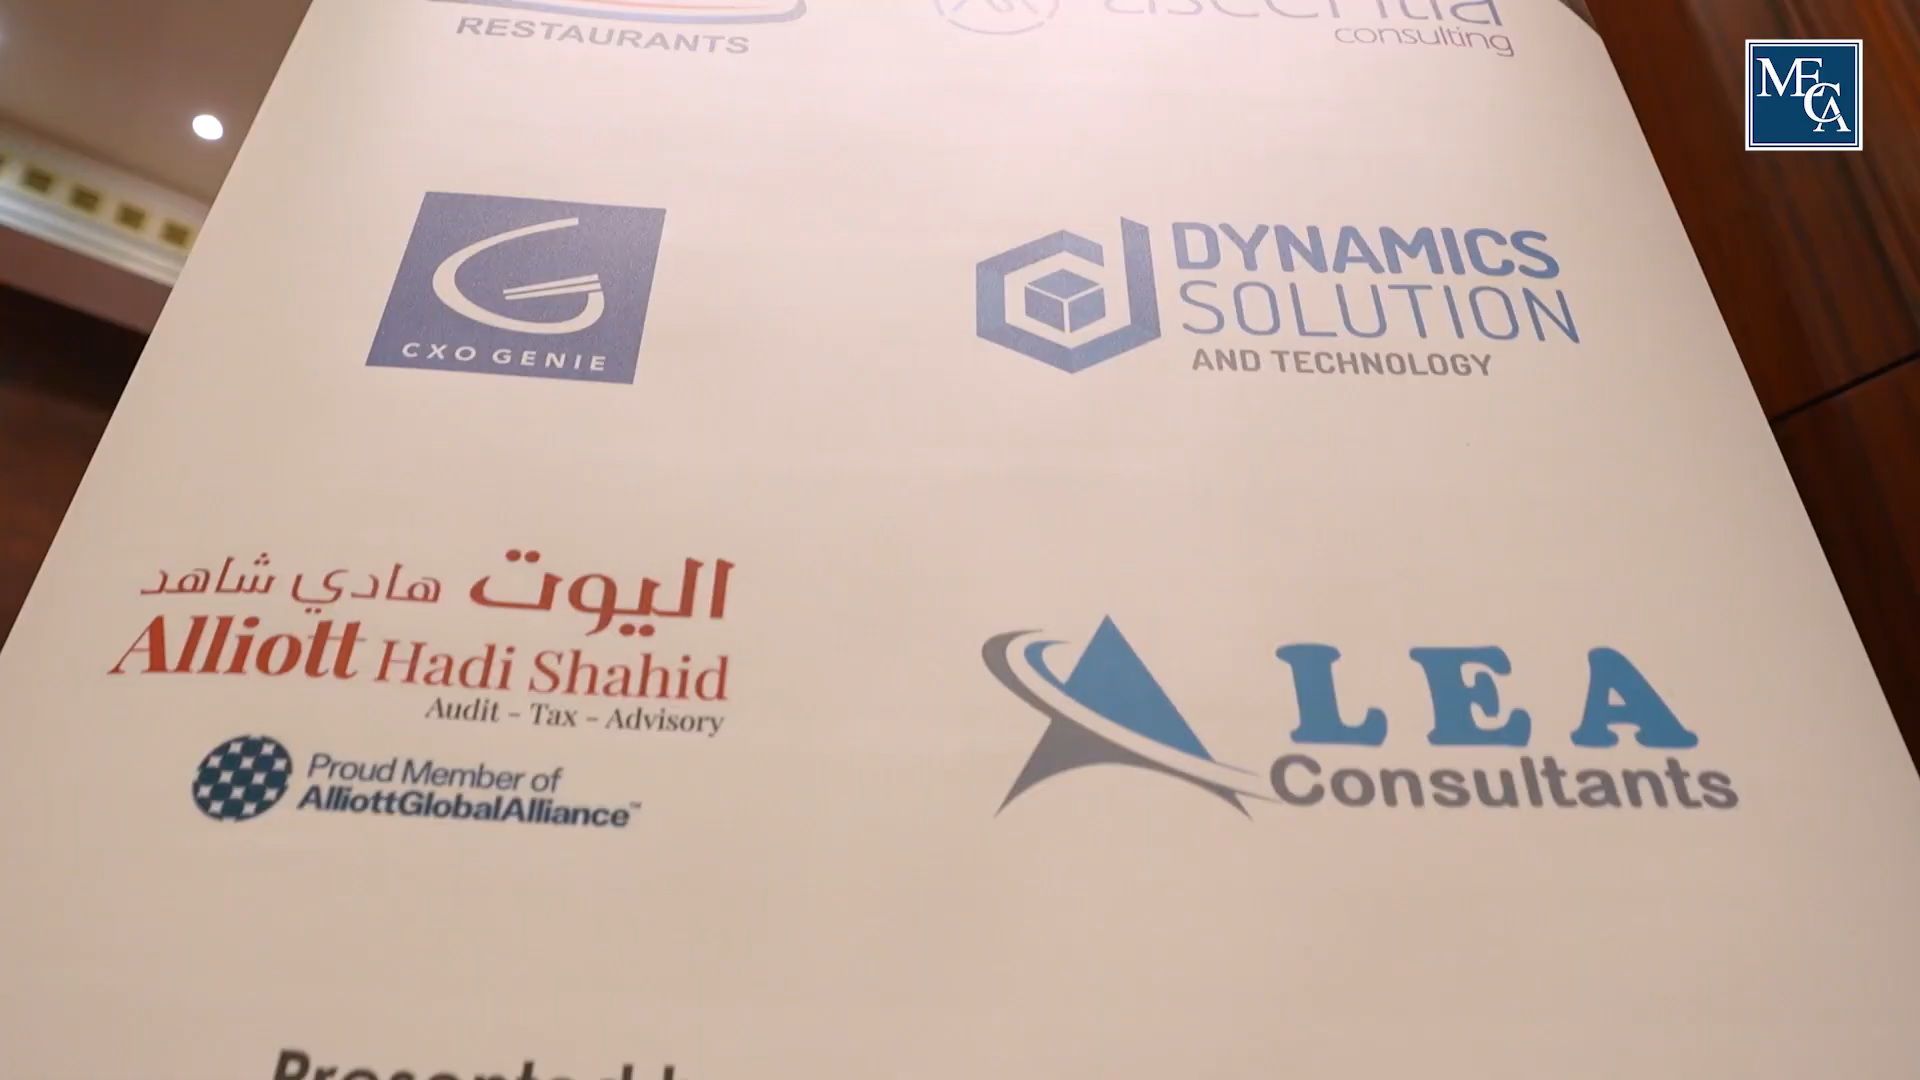 RESTAURANTS
consulting
MECA
CXO GENIE
DYNAMICS
SOLUTION
AND TECHNOLOGY
اليوت هادي شاهد
Alliott Hadi Shahid
Audit - Tax - Advisory
Proud Member of
AlliottGlobalAlliance™
LEA
Consultants